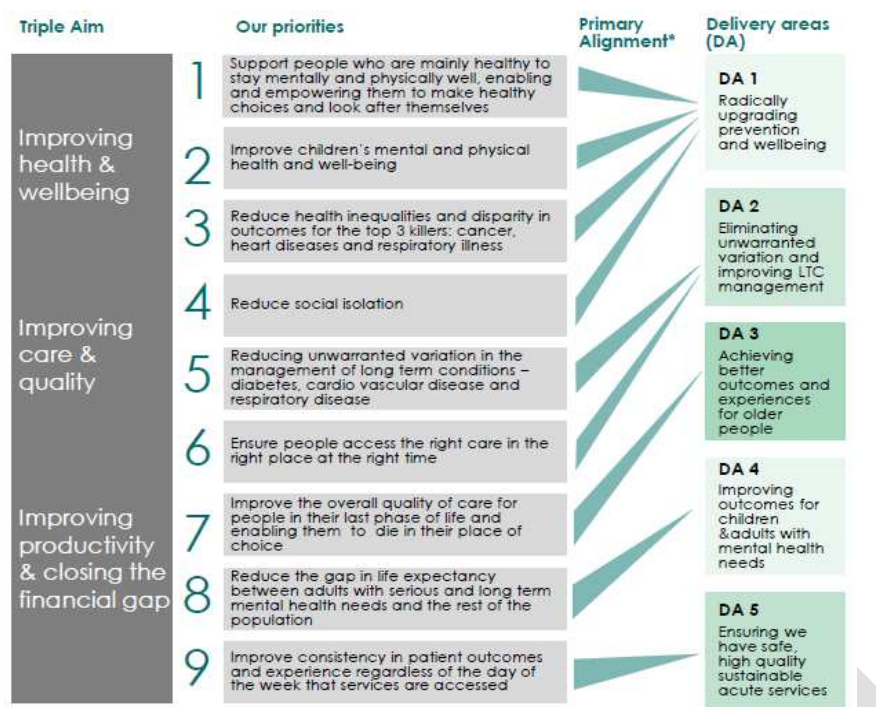 Triple Aim
Our priorities
Primary
Alignment*
Delivery areas
(DA)
Improving
health &
wellbeing
Improving
care &
quality
Improving
productivity
& closing the
financial gap
1
Support people who are mainly healthy to
stay mentally and physically well, enabling
and empowering them to make healthy
choices and look after themselves
2
Improve children's mental and physical
health and well-being
3
Reduce health inequalities and disparity in
outcomes for the top 3 killers: cancer,
heart diseases and respiratory illness
4
Reduce social isolation
5
Reducing unwarranted variation in the
management of long term conditions –
diabetes, cardio vascular disease and
respiratory disease
6
Ensure people access the right care in the
right place at the right time
7
Improve the overall quality of care for
people in their last phase of life and
enabling them to die in their place of
choice
8
Reduce the gap in life expectancy
between adults with serious and long term
mental health needs and the rest of the
population
9
Improve consistency in patient outcomes
and experience regardless of the day of
the week that services are accessed
DA 1
Radically
upgrading
prevention
and wellbeing
DA 2
Eliminating
unwarranted
variation and
improving LTC
management
DA 3
Achieving
better
outcomes and
experiences
for older
people
DA 4
Improving
outcomes for
children
&adults with
mental health
needs
DA 5
Ensuring we
have safe,
high quality
sustainable
acute services